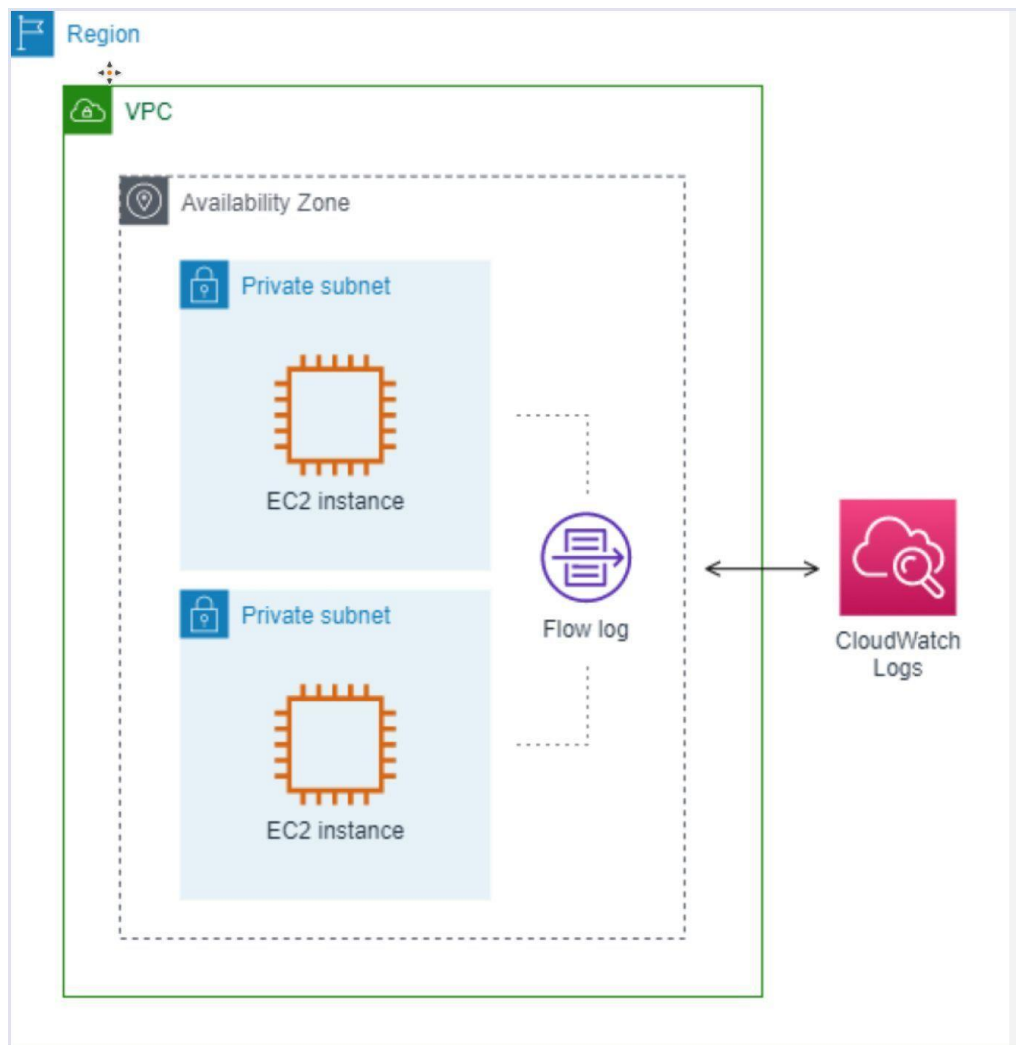 Region
VPC
Availability Zone
Private subnet
EC2 instance
Private subnet
EC2 instance
Flow log
CloudWatch
Logs